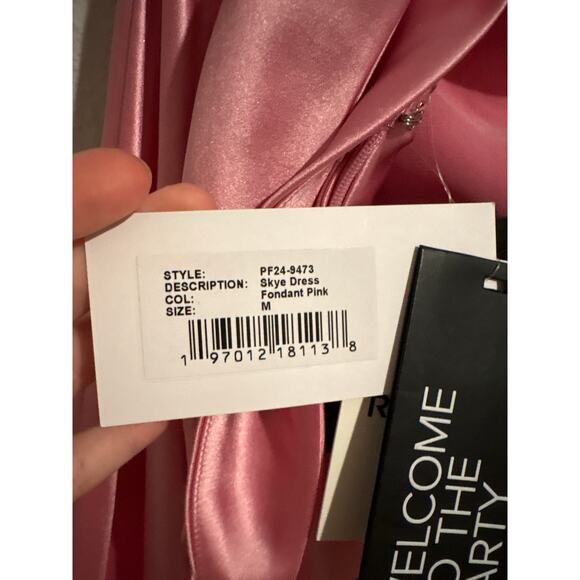 STYLE: PF24-9473
DESCRIPTION: Skye Dress
COL: Fondant Pink
SIZE: M
1 97012 18113 8
R
WELCOME
TO THE
PARTY